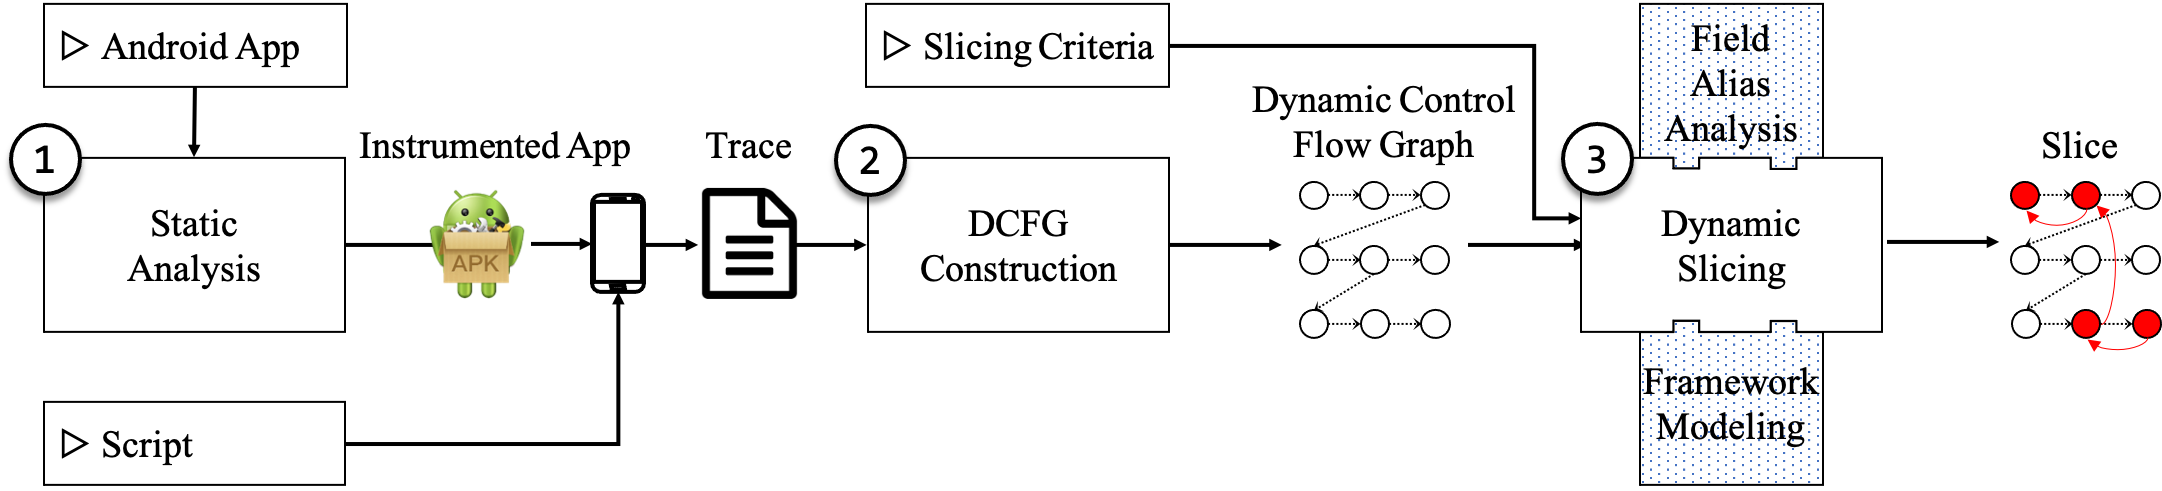 Android App
1
Static
Analysis
Instrumented App
APK
Script
Trace
Slicing Criteria
2
DCFG
Construction
Dynamic Control
Flow Graph
Field
Alias
Analysis
3
Dynamic
Slicing
Framework
Modeling
Slice